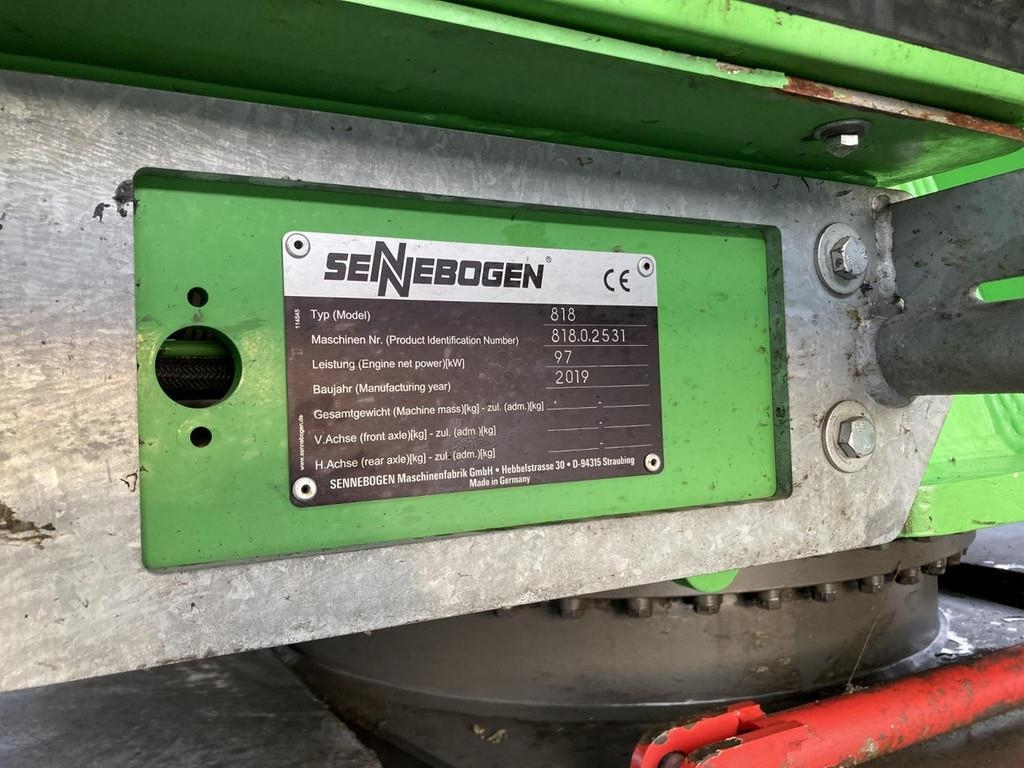 SENNEBOGEN® CE
Typ (Model) 818
Maschinen Nr. (Product Identification Number) 818.0.2531
Leistung (Engine net power)[kW] 97
Baujahr (Manufacturing year) 2019
Gesamtgewicht (Machine mass)[kg] - zul. (adm.)[kg] . -
V.Achse (front axle)[kg] - zul. (adm.)[kg] -
H.Achse (rear axle)[kg] - zul. (adm.)[kg] . - .
SENNEBOGEN Maschinenfabrik GmbH • Hebbelstrasse 30 • D-94315 Straubing
Made in Germany
114545
www.sennebogen.de